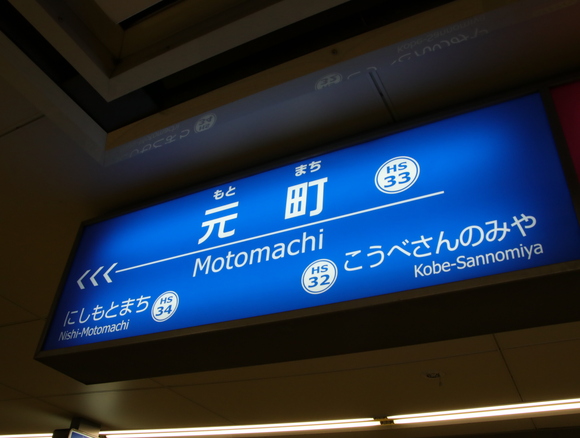 もと まち
元 町
HS 33
Motomachi
<<<
にしもとまち HS 34
Nishi-Motomachi
HS 32 こうべさんのみや
Kobe-Sannomiya